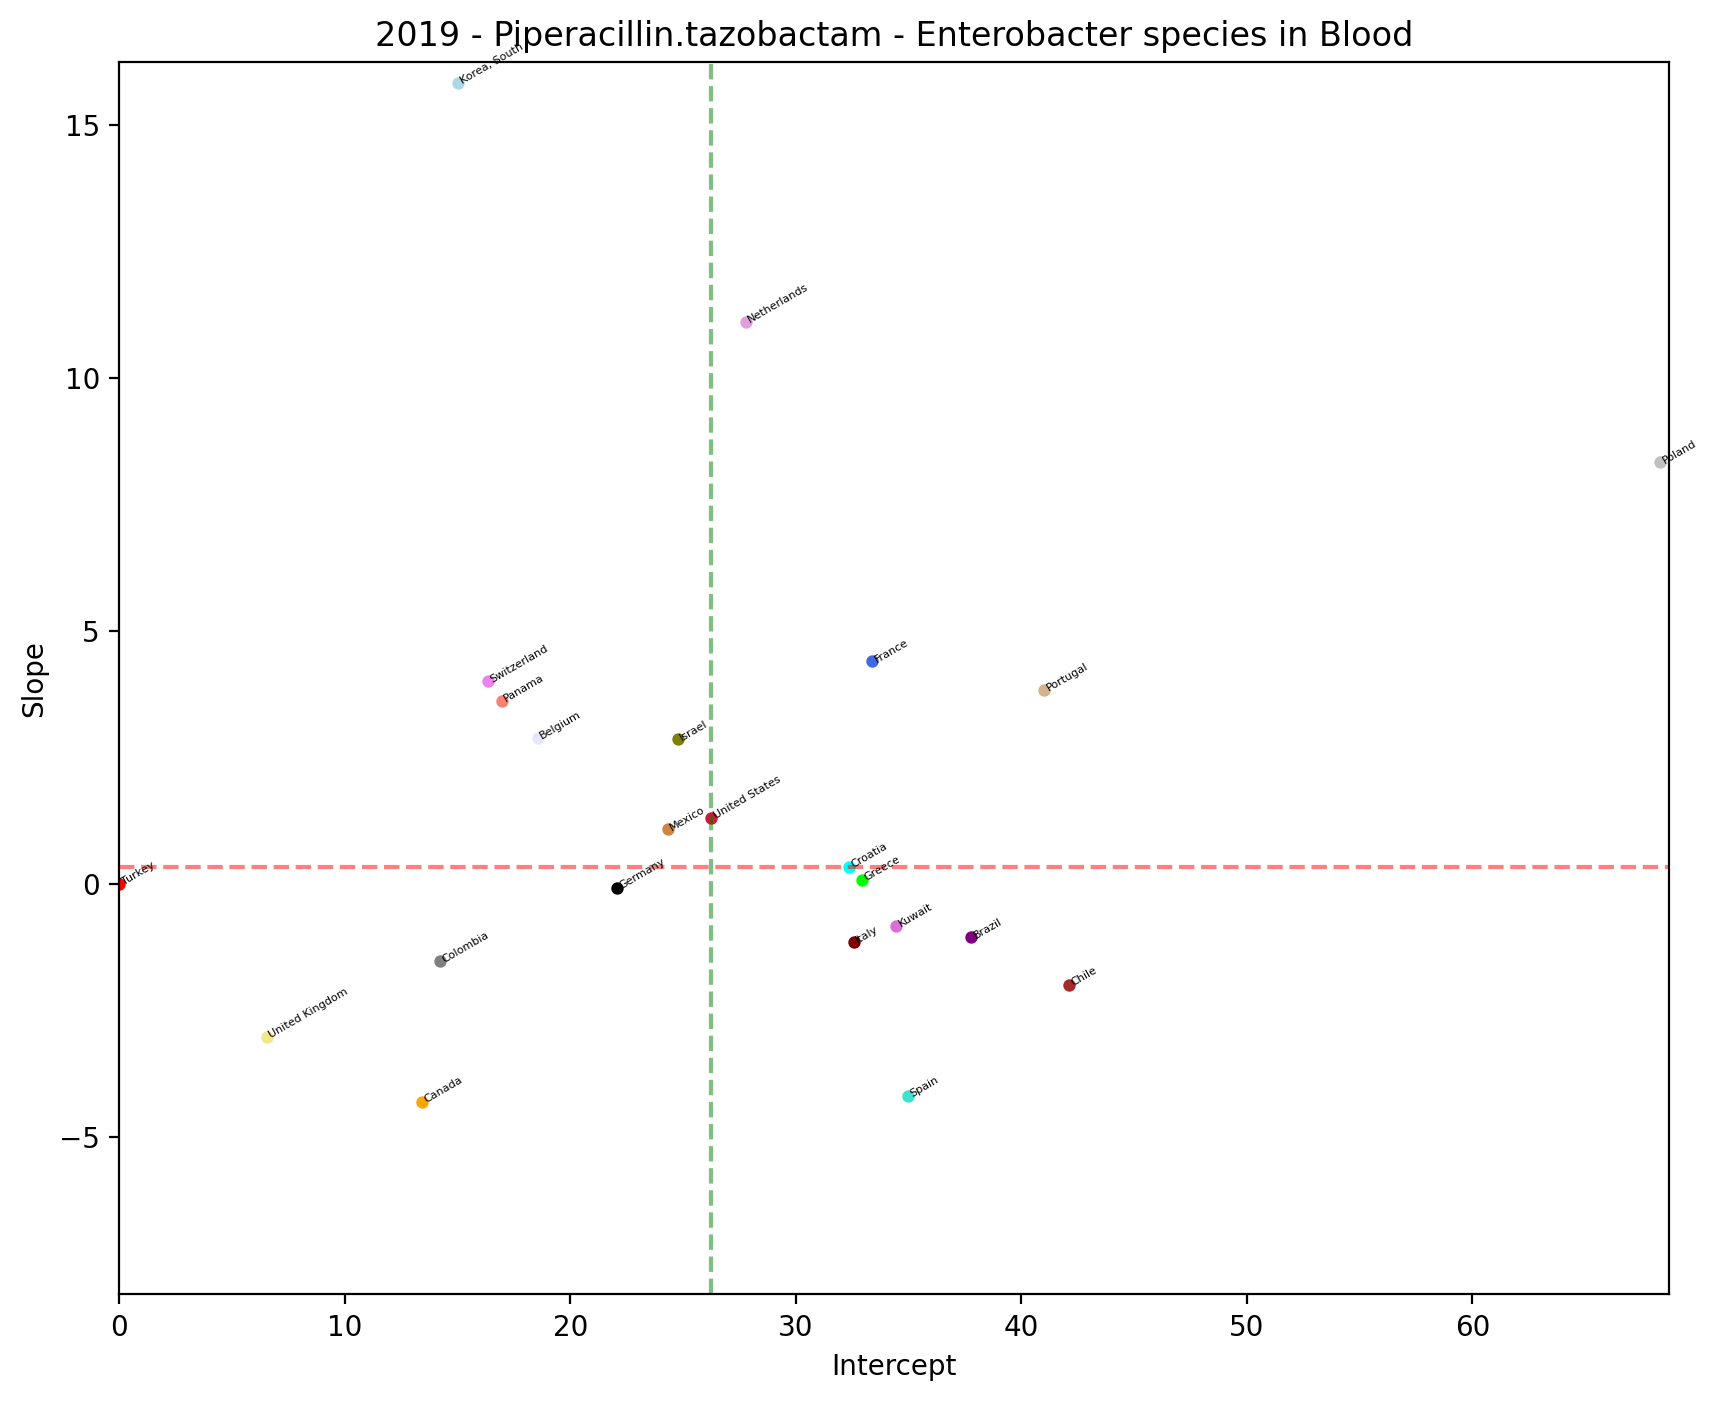 2019 - Piperacillin.tazobactam - Enterobacter species in Blood
Korea, South
15
Netherlands
10
Poland
5
France
Switzerland
Portugal
Panama
Belgium
Israel
Slope
United States
Mexico
Croatia
Greece
Germany
Turkey
0
Kuwait
Brazil
Italy
Colombia
Chile
United Kingdom
Canada
Spain
−5
0 10 20 30 40 50 60
Intercept